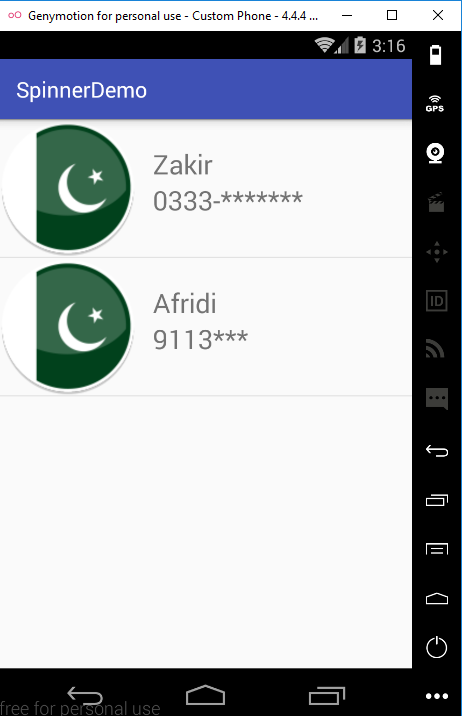 Genymotion for personal use - Custom Phone - 4.4.4 ...
3:16
GPS
SpinnerDemo
Zakir
0333-*******
ID
Afridi
9113***
free for personal use